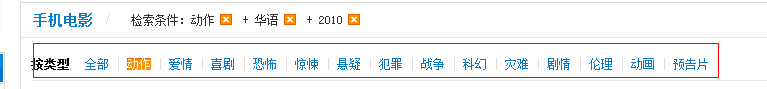 手机电影 / 检索条件：动作 + 华语 + 2010
按类型 全部 动作 爱情 喜剧 恐怖 惊悚 悬疑 犯罪 战争 科幻 灾难 剧情 伦理 动画 预告片